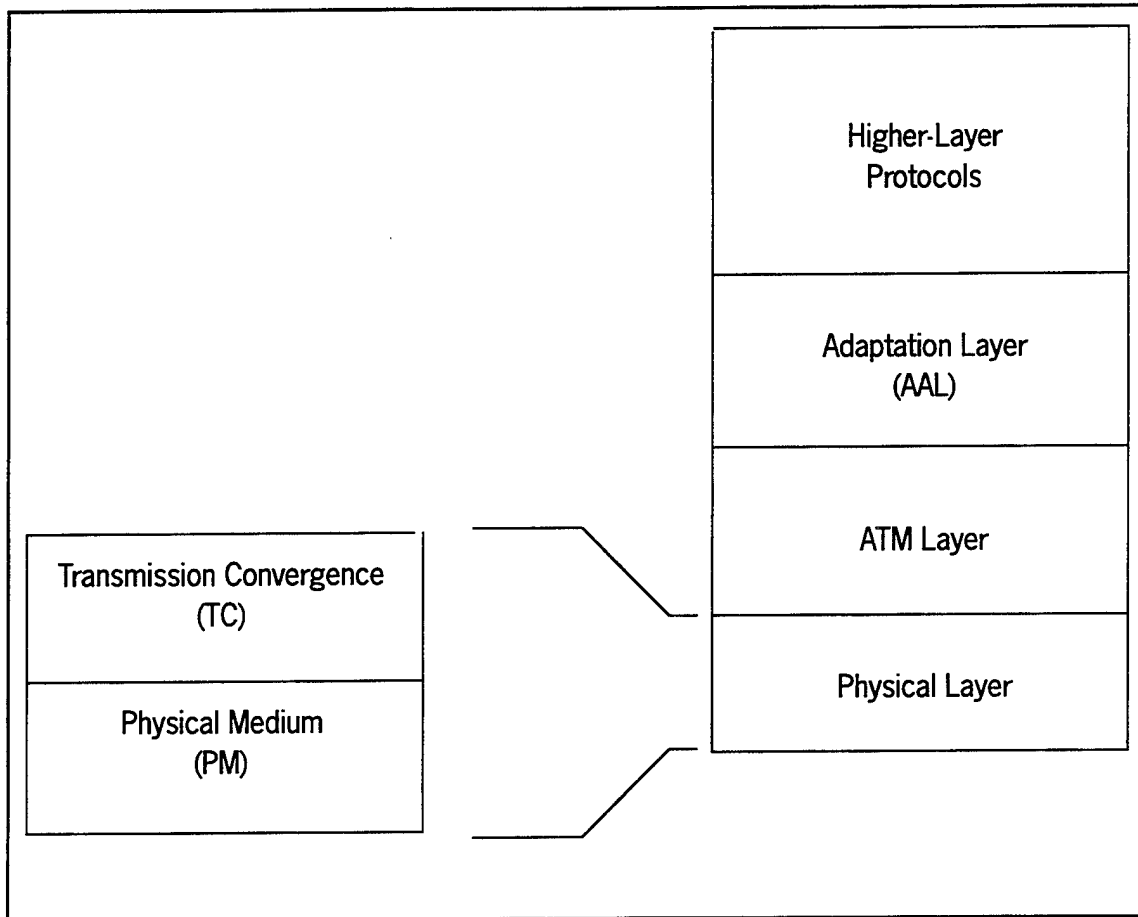 Higher-Layer
Protocols
Adaptation Layer
(AAL)
ATM Layer
Physical Layer
Transmission Convergence
(TC)
Physical Medium
(PM)